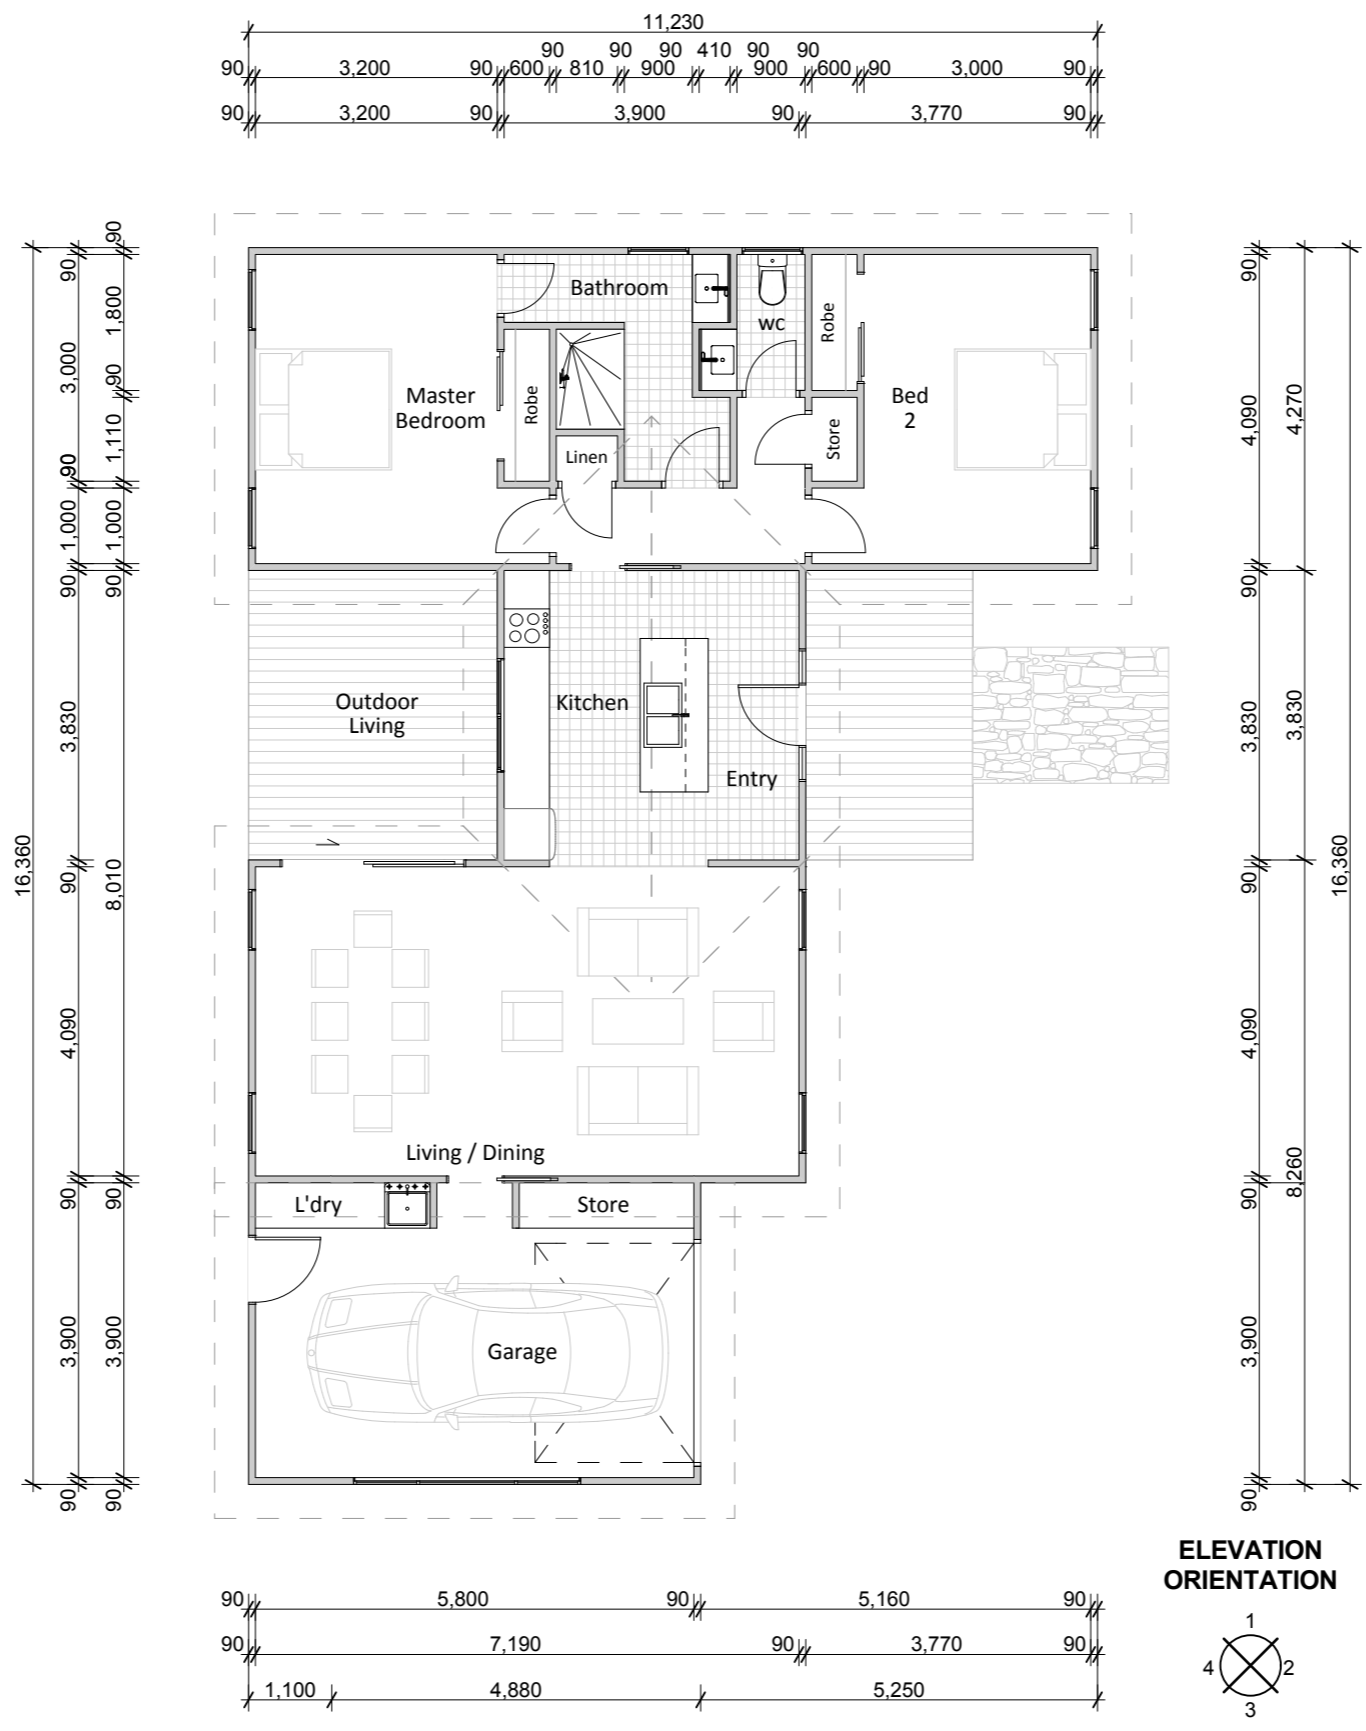 11,230
90 90 90 410 90 90
90 3,200 90 600 810 900 900 600 90 3,000 90
90 3,200 90 3,900 90 3,770 90
16,360
90 3,000 90 1,000 90 3,830 90 4,090 90 3,900 90
90 1,800 90 1,110 90 1,000 90 8,010 90 3,900 90
Bathroom
WC
Robe
Master
Bedroom
Robe
Bed
2
Linen
Store
Outdoor
Living
Kitchen
Entry
Living / Dining
L'dry
Store
Garage
90 4,090 90 3,830 90 4,090 90 3,900 90
4,270 3,830 8,260
16,360
ELEVATION
ORIENTATION
1
4 2
3
90 5,800 90 5,160 90
90 7,190 90 3,770 90
1,100 4,880 5,250